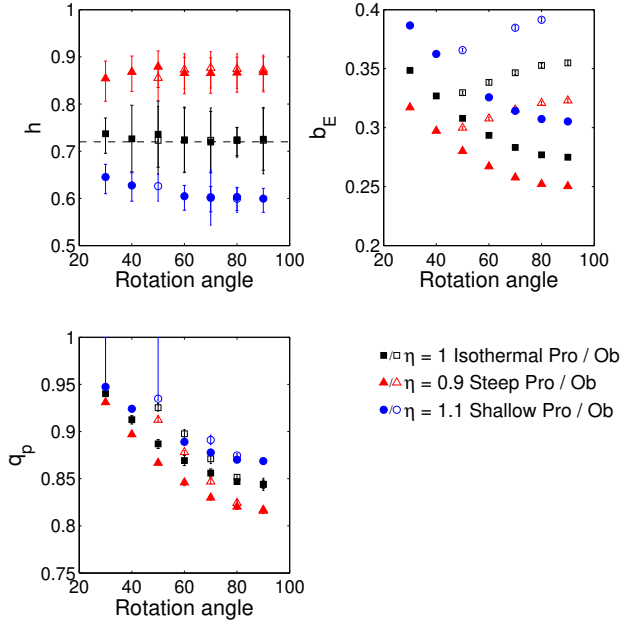 1
0.9
0.8
0.7
0.6
0.5
h
20 40 60 80 100
Rotation angle
0.4
0.35
0.3
0.25
0.2
b_E
20 40 60 80 100
Rotation angle
1
0.95
0.9
0.85
0.8
0.75
q_p
20 40 60 80 100
Rotation angle
/ η = 1 Isothermal Pro / Ob
/ η = 0.9 Steep Pro / Ob
/ η = 1.1 Shallow Pro / Ob